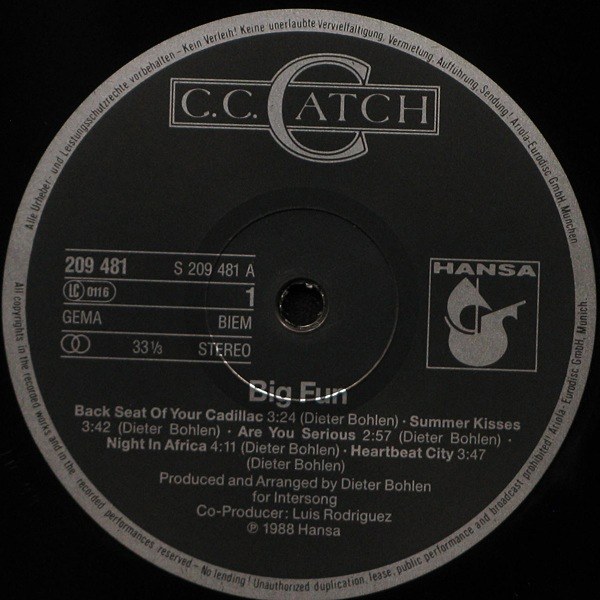 Alle Urheber- und Leistungsschutzrechte vorbehalten - Kein Verleih! Keine unerlaubte Vervielfältigung, Vermietung, Aufführung, Sendung! Ariola-Eurodisc GmbH, München.
C.C. CATCH
209 481 S 209 481 A
LC 0116 1
GEMA BIEM
33 1/3 STEREO
HANSA
Big Fun
Back Seat Of Your Cadillac 3:24 (Dieter Bohlen) · Summer Kisses
3:42 (Dieter Bohlen) · Are You Serious 2:57 (Dieter Bohlen) ·
Night In Africa 4:11 (Dieter Bohlen) · Heartbeat City 3:47
(Dieter Bohlen)
Produced and Arranged by Dieter Bohlen
for Intersong
Co-Producer: Luis Rodriguez
℗ 1988 Hansa
All copyrights in the recorded works and in the recorded performances reserved - No lending! Unauthorized duplication, lease, public performance and broadcast prohibited! Ariola-Eurodisc GmbH, Munich.